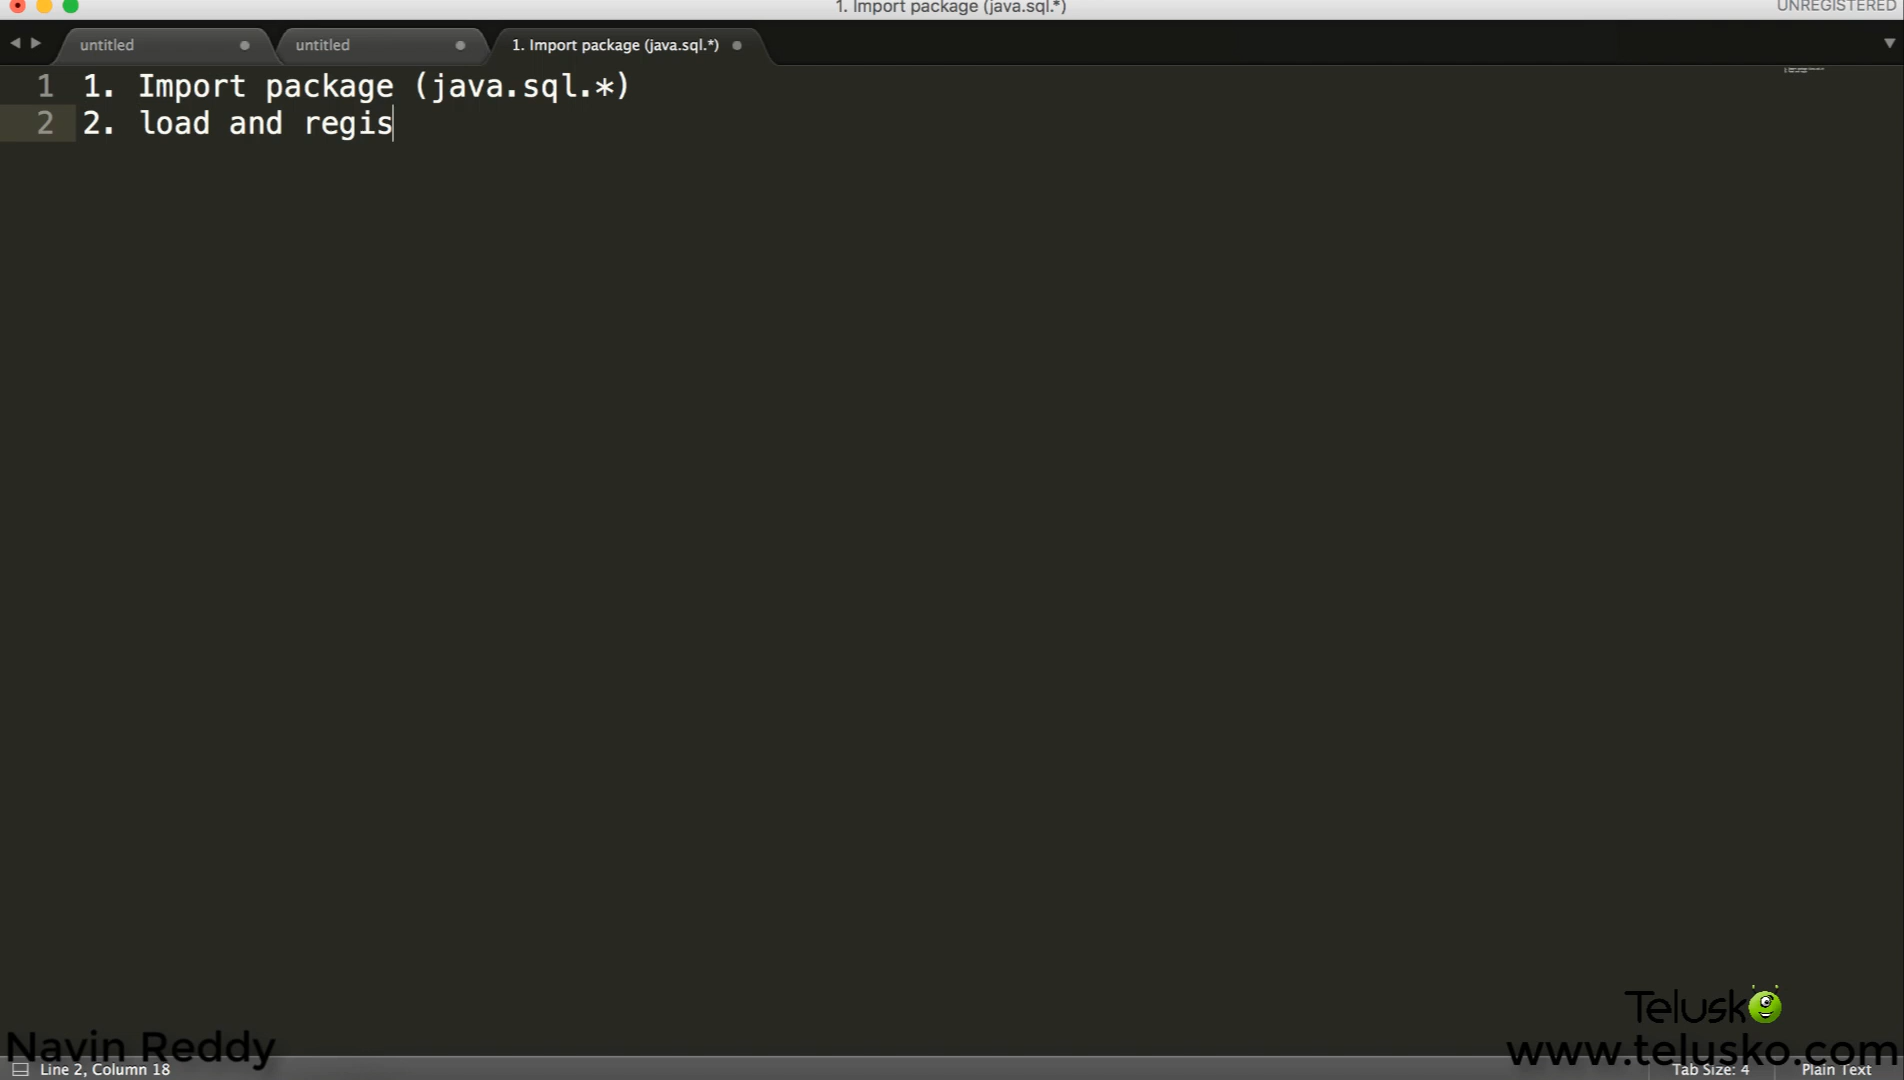 1. Import package (java.sql.*)
UNREGISTERED
untitled
untitled
1. Import package (java.sql.*)
1 1. Import package (java.sql.*)
2 2. load and regis
Telusko
Navin Reddy
www.telusko.com
Line 2, Column 18
Tab Size: 4
Plain Text